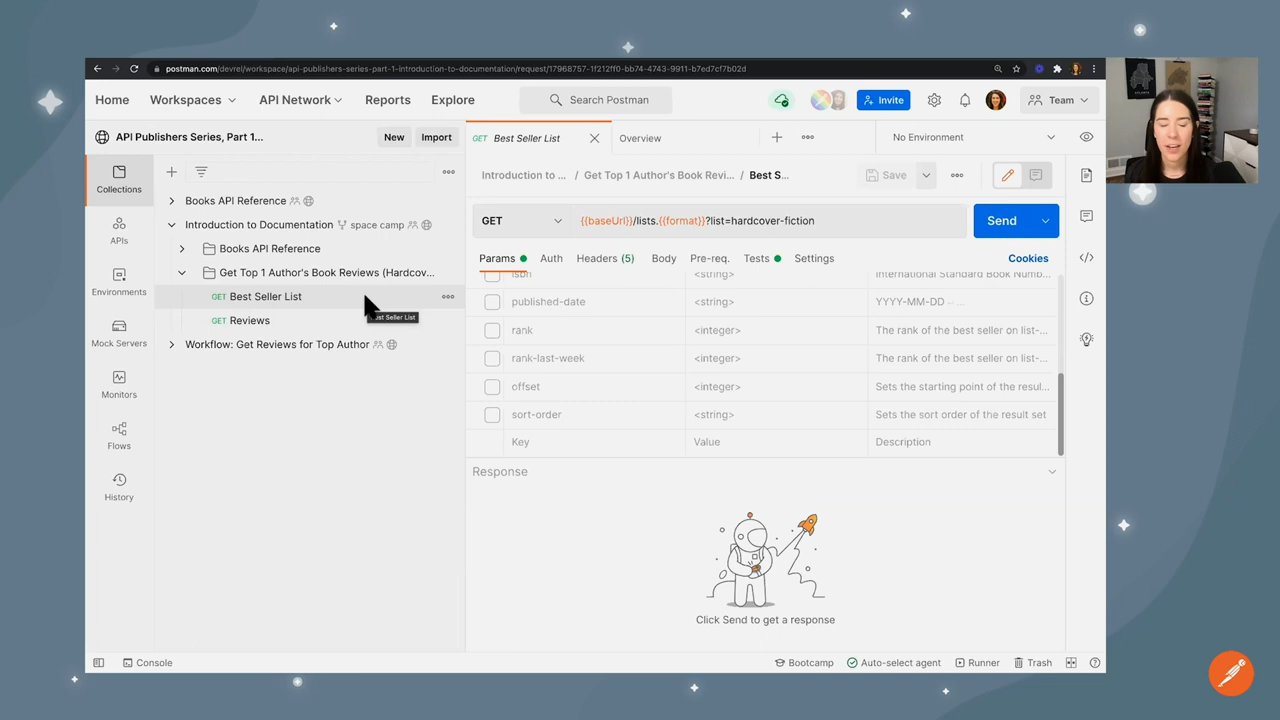 postman.com/devrel/workspace/api-publishers-series-part-1-introduction-to-documentation/request/17968757-1f212ff0-bb74-4743-9911-b7ed7cf7b02d
Home Workspaces API Network Reports Explore Search Postman Invite Team
API Publishers Series, Part 1... New Import GET Best Seller List Overview No Environment
Collections
APIs
Environments
Mock Servers
Monitors
Flows
History
Books API Reference
Introduction to Documentation space camp
Books API Reference
Get Top 1 Author's Book Reviews (Hardcov...
GET Best Seller List
Best Seller List
GET Reviews
Workflow: Get Reviews for Top Author
Introduction to ... / Get Top 1 Author's Book Revi... / Best S... Save
GET {{baseUrl}}/lists.{{format}}?list=hardcover-fiction Send
Params Auth Headers (5) Body Pre-req. Tests Settings Cookies
isbn <string> International Standard Book Numb...
published-date <string> YYYY-MM-DD ...
rank <integer> The rank of the best seller on list-...
rank-last-week <integer> The rank of the best seller on list-...
offset <integer> Sets the starting point of the resul...
sort-order <string> Sets the sort order of the result set
Key Value Description
Response
Click Send to get a response
Console Bootcamp Auto-select agent Runner Trash